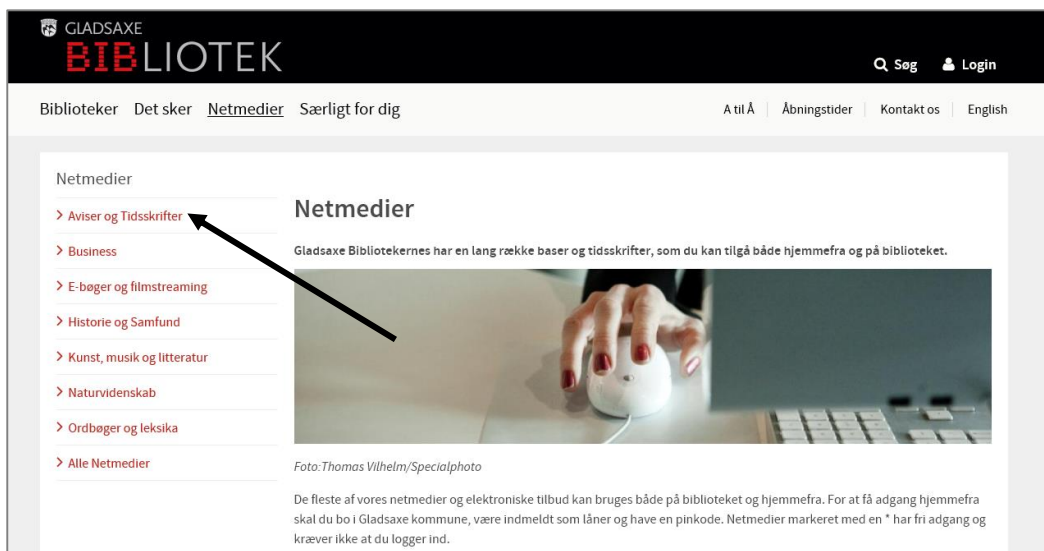 GLADSAXE
BIBLIOTEK
Søg Login
Biblioteker Det sker Netmedier Særligt for dig
A til Å Åbningstider Kontakt os English
Netmedier
Aviser og Tidsskrifter
Business
E-bøger og filmstreaming
Historie og Samfund
Kunst, musik og litteratur
Naturvidenskab
Ordbøger og leksika
Alle Netmedier
Netmedier
Gladsaxe Bibliotekernes har en lang række baser og tidsskrifter, som du kan tilgå både hjemmefra og på biblioteket.
Foto:Thomas Vilhelm/Specialphoto
De fleste af vores netmedier og elektroniske tilbud kan bruges både på biblioteket og hjemmefra. For at få adgang hjemmefra
skal du bo i Gladsaxe kommune, være indmeldt som låner og have en pinkode. Netmedier markeret med en * har fri adgang og
kræver ikke at du logger ind.